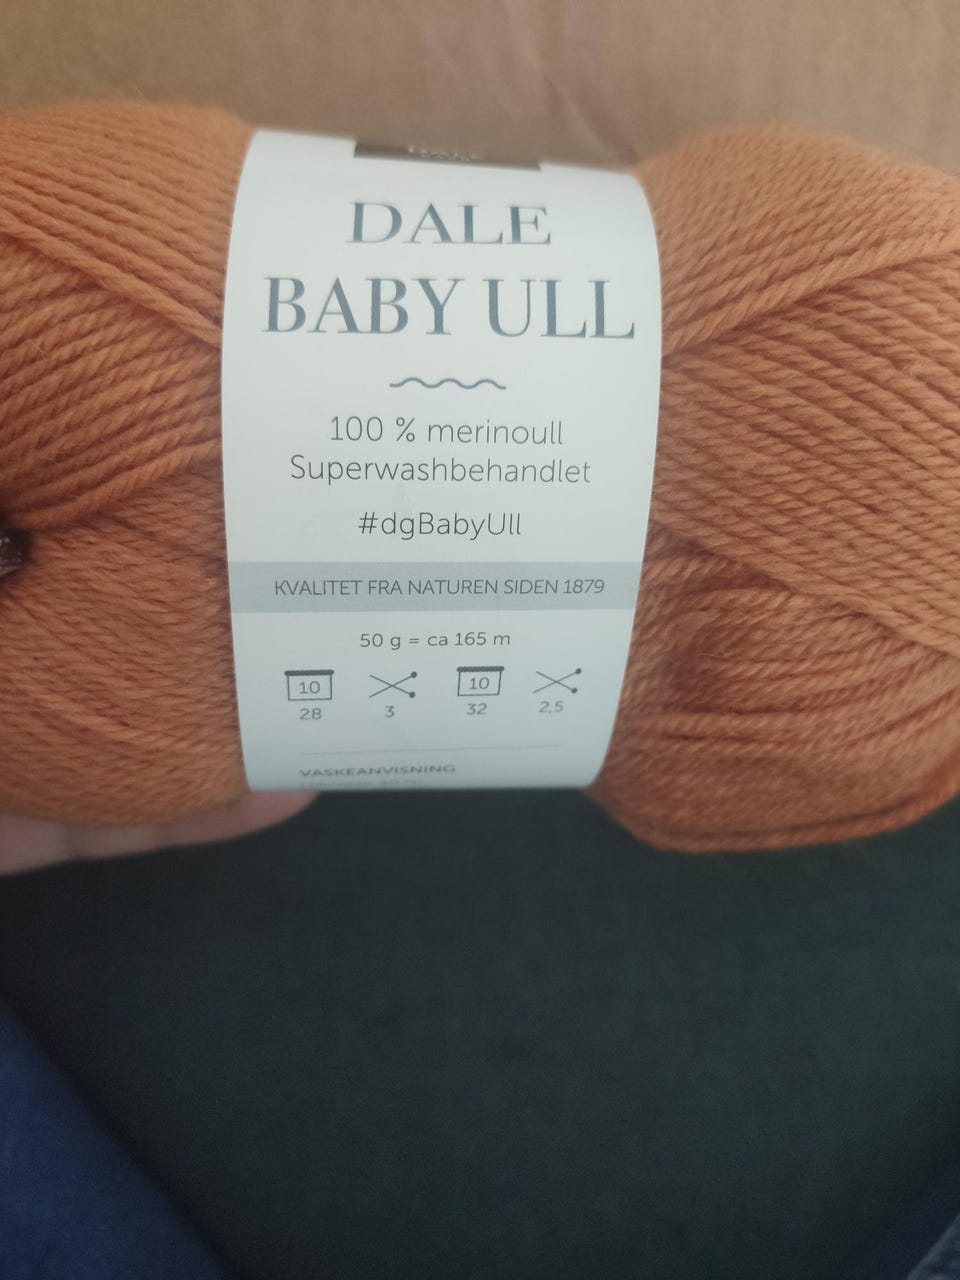 DALE
BABY ULL
100 % merinoull
Superwashbehandlet
#dgBabyUll
KVALITET FRA NATUREN SIDEN 1879
50 g = ca 165 m
10 10
28 3 32 2,5
VASKEANVISNING